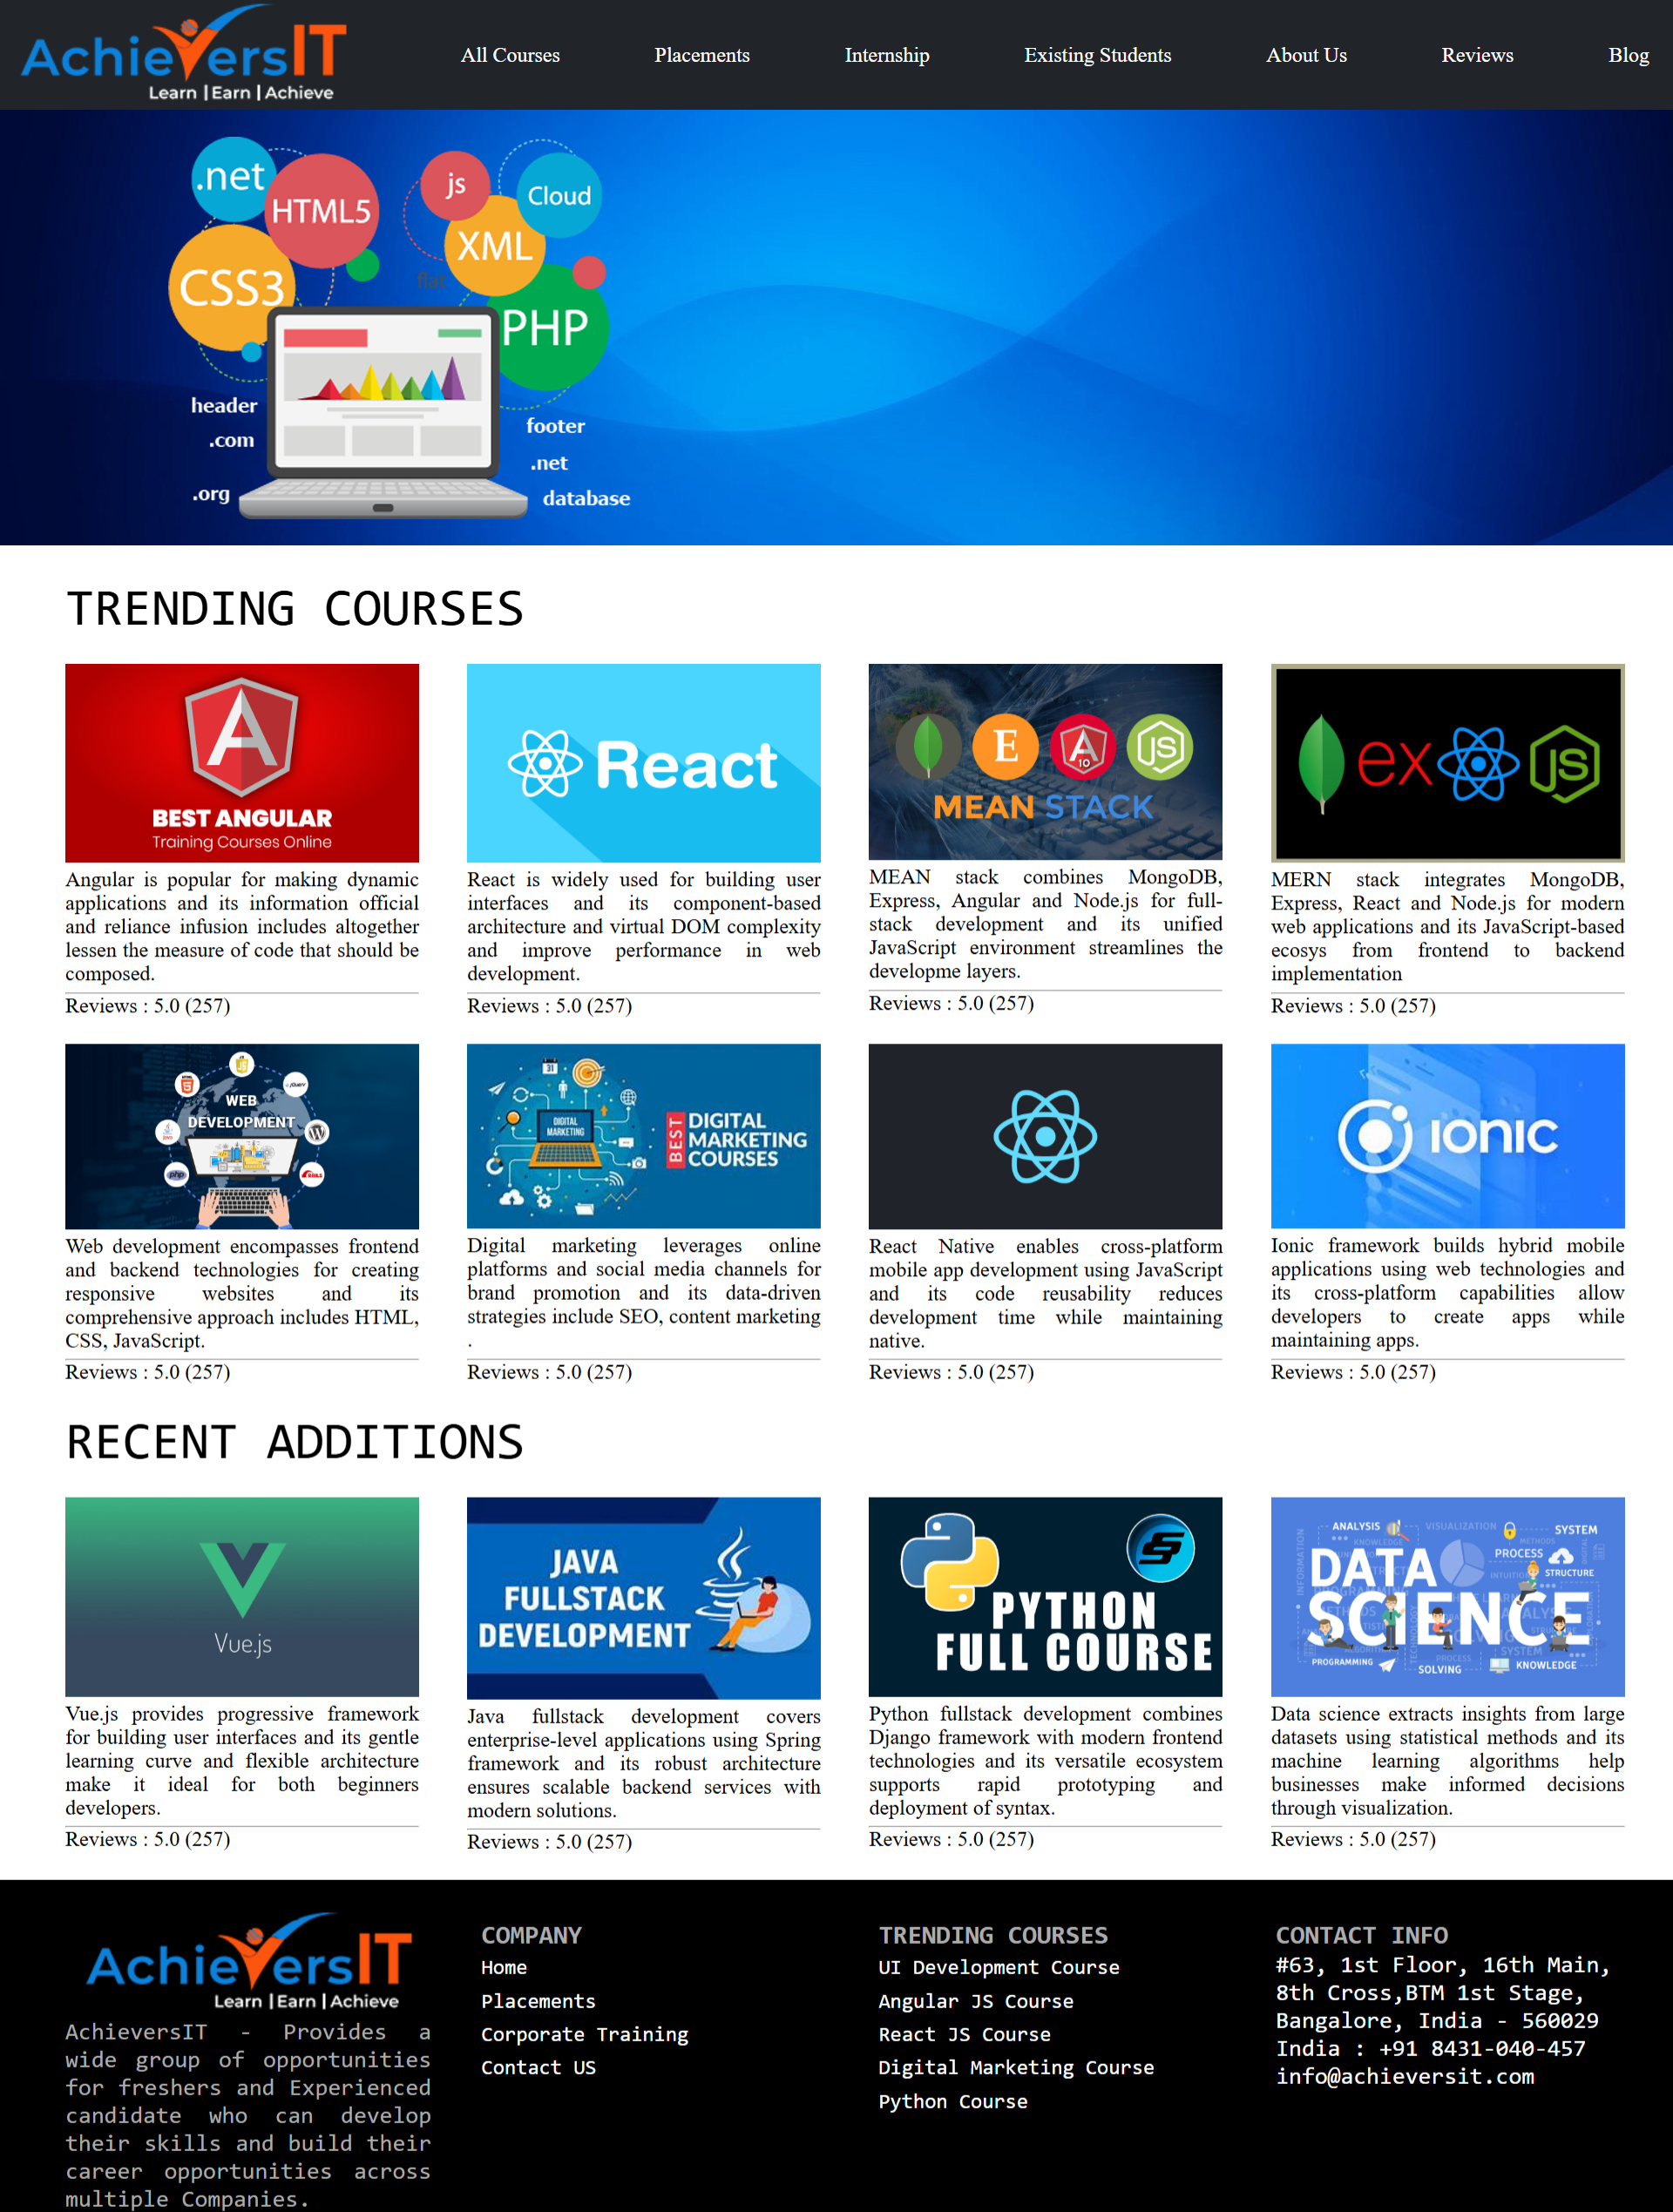 AchieversIT
Learn | Earn | Achieve
All Courses Placements Internship Existing Students About Us Reviews Blog
.net
HTML5
CSS3
js
Cloud
XML
flat
PHP
header
.com
.org
footer
.net
database
TRENDING COURSES
BEST ANGULAR
Training Courses Online
Angular is popular for making dynamic
applications and its information official
and reliance infusion includes altogether
lessen the measure of code that should be
composed.
Reviews : 5.0 (257)
React
React is widely used for building user
interfaces and its component-based
architecture and virtual DOM complexity
and improve performance in web
development.
Reviews : 5.0 (257)
E
A
10
JS
MEAN STACK
MEAN stack combines MongoDB,
Express, Angular and Node.js for full-
stack development and its unified
JavaScript environment streamlines the
developme layers.
Reviews : 5.0 (257)
ex
JS
MERN stack integrates MongoDB,
Express, React and Node.js for modern
web applications and its JavaScript-based
ecosys from frontend to backend
implementation
Reviews : 5.0 (257)
WEB
DEVELOPMENT
jQuery
php
Web development encompasses frontend
and backend technologies for creating
responsive websites and its
comprehensive approach includes HTML,
CSS, JavaScript.
Reviews : 5.0 (257)
31
DIGITAL
MARKETING
BEST
DIGITAL
MARKETING
COURSES
Digital marketing leverages online
platforms and social media channels for
brand promotion and its data-driven
strategies include SEO, content marketing
.
Reviews : 5.0 (257)
React Native enables cross-platform
mobile app development using JavaScript
and its code reusability reduces
development time while maintaining
native.
Reviews : 5.0 (257)
IONIC
Ionic framework builds hybrid mobile
applications using web technologies and
its cross-platform capabilities allow
developers to create apps while
maintaining apps.
Reviews : 5.0 (257)
RECENT ADDITIONS
Vue.js
Vue.js provides progressive framework
for building user interfaces and its gentle
learning curve and flexible architecture
make it ideal for both beginners
developers.
Reviews : 5.0 (257)
JAVA
FULLSTACK
DEVELOPMENT
Java fullstack development covers
enterprise-level applications using Spring
framework and its robust architecture
ensures scalable backend services with
modern solutions.
Reviews : 5.0 (257)
PYTHON
FULL COURSE
Python fullstack development combines
Django framework with modern frontend
technologies and its versatile ecosystem
supports rapid prototyping and
deployment of syntax.
Reviews : 5.0 (257)
ANALYSIS
VISUALIZATION
SYSTEM
KNOWLEDGE
METHODS
PROCESS
STRUCTURE
INFORMATION
DATA
SCIENCE
PROCESS
SYSTEM
PROGRAMMING
SOLVING
KNOWLEDGE
Data science extracts insights from large
datasets using statistical methods and its
machine learning algorithms help
businesses make informed decisions
through visualization.
Reviews : 5.0 (257)
AchieversIT
Learn | Earn | Achieve
AchieversIT - Provides a
wide group of opportunities
for freshers and Experienced
candidate who can develop
their skills and build their
career opportunities across
multiple Companies.
COMPANY
Home
Placements
Corporate Training
Contact US
TRENDING COURSES
UI Development Course
Angular JS Course
React JS Course
Digital Marketing Course
Python Course
CONTACT INFO
#63, 1st Floor, 16th Main,
8th Cross,BTM 1st Stage,
Bangalore, India - 560029
India : +91 8431-040-457
info@achieversit.com